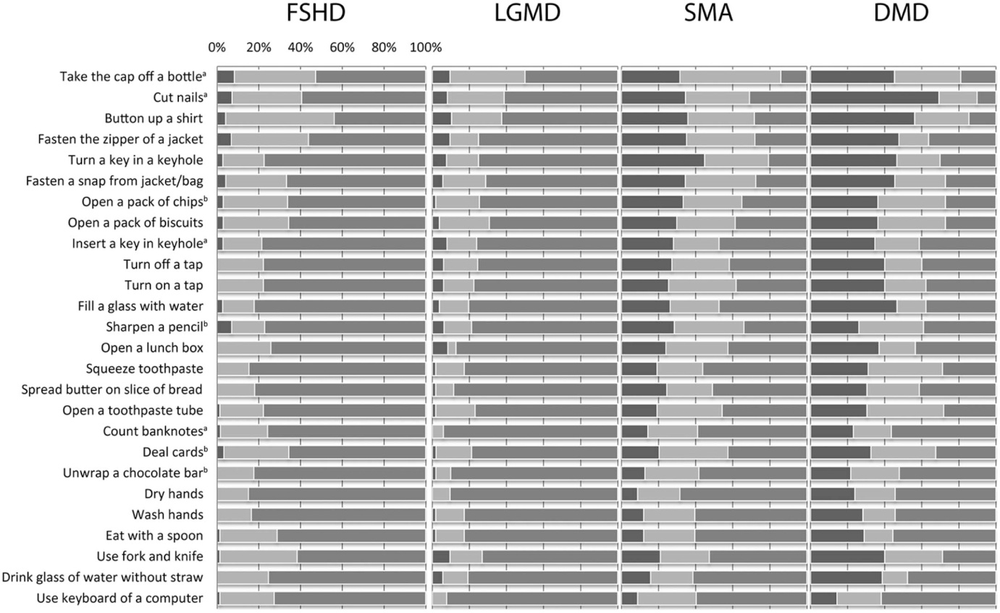 FSHD LGMD SMA DMD
0% 20% 40% 60% 80% 100%
Take the cap off a bottleᵃ
Cut nailsᵃ
Button up a shirt
Fasten the zipper of a jacket
Turn a key in a keyhole
Fasten a snap from jacket/bag
Open a pack of chipsᵇ
Open a pack of biscuits
Insert a key in keyholeᵃ
Turn off a tap
Turn on a tap
Fill a glass with water
Sharpen a pencilᵇ
Open a lunch box
Squeeze toothpaste
Spread butter on slice of bread
Open a toothpaste tube
Count banknotesᵃ
Deal cardsᵇ
Unwrap a chocolate barᵇ
Dry hands
Wash hands
Eat with a spoon
Use fork and knife
Drink glass of water without straw
Use keyboard of a computer